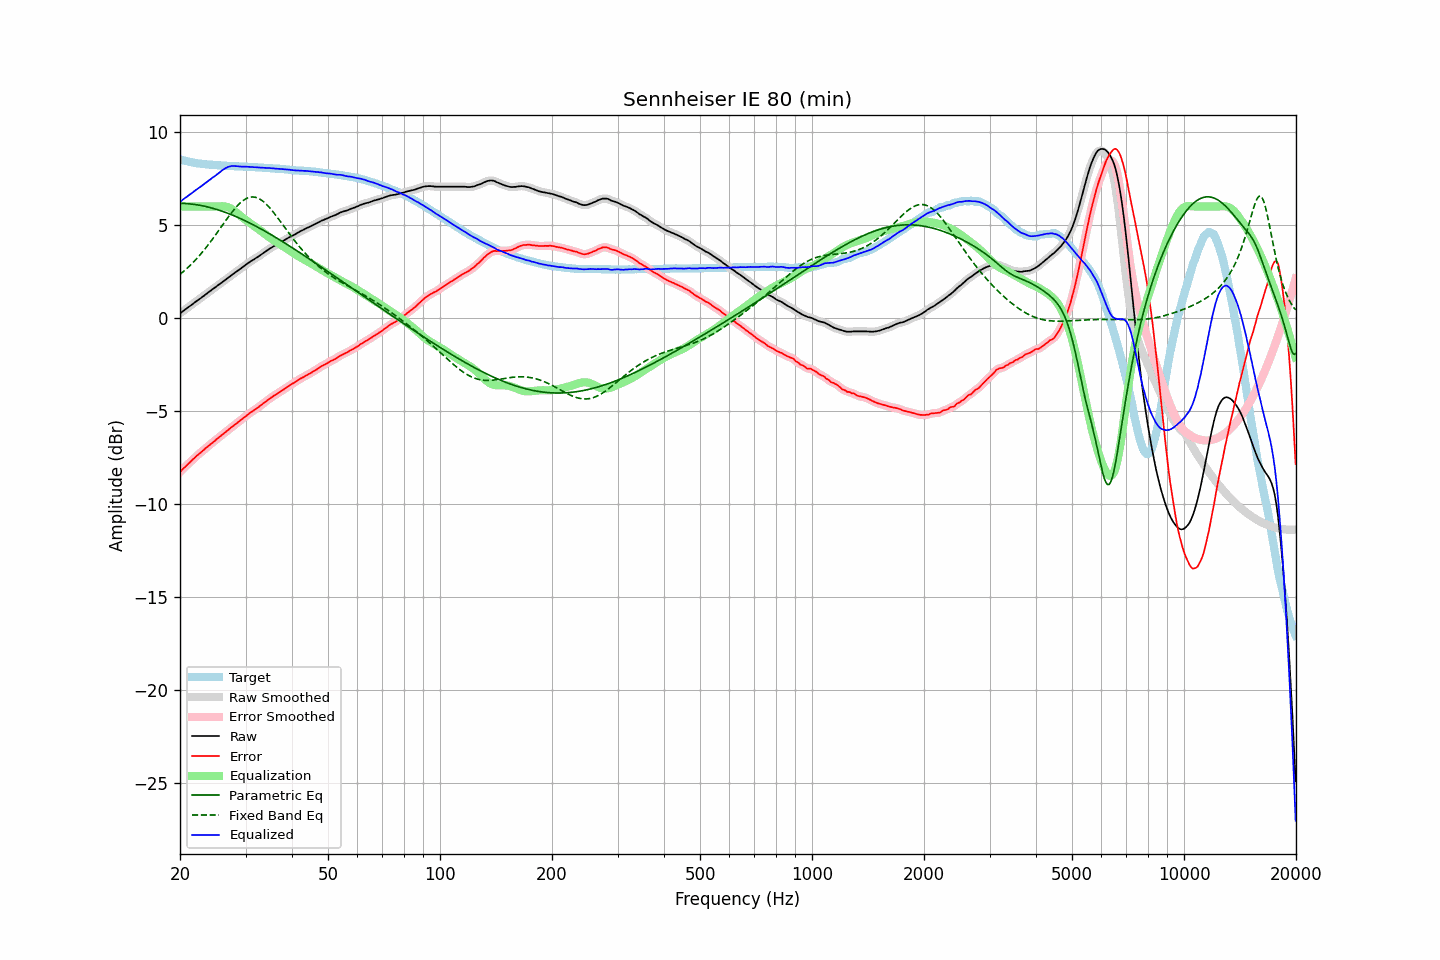 Sennheiser IE 80 (min)
Amplitude (dBr)
10
5
0
−5
−10
−15
−20
−25
Target
Raw Smoothed
Error Smoothed
Raw
Error
Equalization
Parametric Eq
Fixed Band Eq
Equalized
20 50 100 200 500 1000 2000 5000 10000 20000
Frequency (Hz)